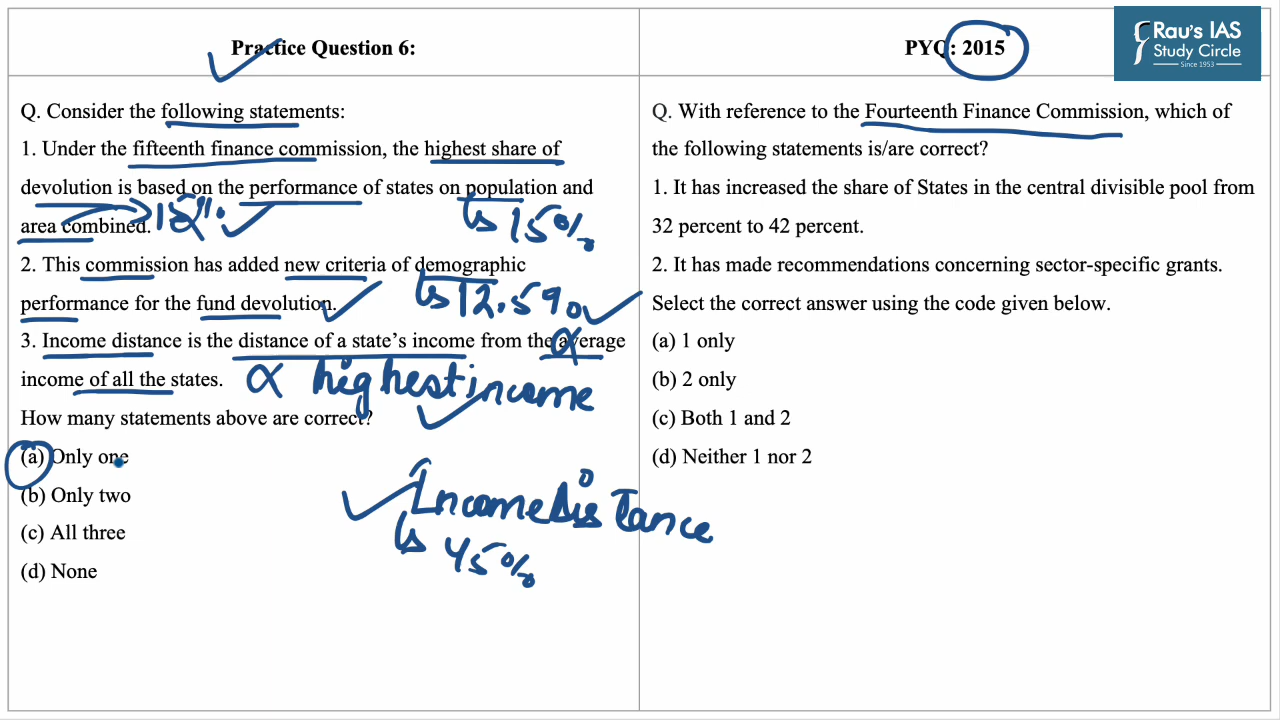 Practice Question 6:
Q. Consider the following statements:
1. Under the fifteenth finance commission, the highest share of
devolution is based on the performance of states on population and
area combined.
15%
15%
2. This commission has added new criteria of demographic
performance for the fund devolution.
12.5%
3. Income distance is the distance of a state's income from the average
income of all the states.
highest income
How many statements above are correct?
(a) Only one
(b) Only two
(c) All three
(d) None
Income Distance
45%
PYQ: 2015
Rau's IAS
Study Circle
Since 1953
Q. With reference to the Fourteenth Finance Commission, which of
the following statements is/are correct?
1. It has increased the share of States in the central divisible pool from
32 percent to 42 percent.
2. It has made recommendations concerning sector-specific grants.
Select the correct answer using the code given below.
(a) 1 only
(b) 2 only
(c) Both 1 and 2
(d) Neither 1 nor 2